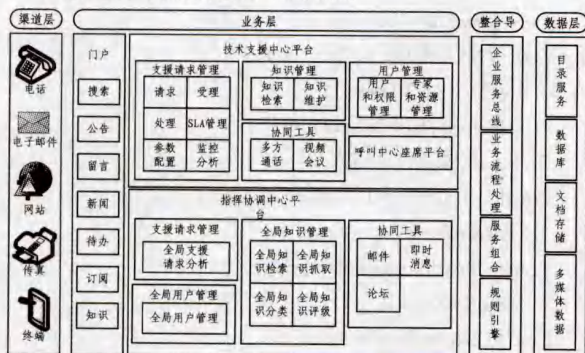 渠道层
业务层
整合导
数据层
电话
电子邮件
网站
传真
终端
门户
搜索
公告
留言
新闻
待办
订阅
知识
技术支援中心平台
支援请求管理
请求
受理
处理
SLA管理
参数
配置
监控
分析
知识管理
知识
检索
知识
维护
协同工具
多方
通话
视频
会议
用户管理
用户
和权限
管理
专家
和资源
管理
呼叫中心座席平台
指挥协调中心平
台
支援请求管理
全局支援
请求分析
全局用户管理
全局用户管理
全局知识管理
全局知
识检索
全局知
识抓取
全局知
识分类
全局知
识评级
协同工具
邮件
即时
消息
论坛
企业服务总线
业务流程处理
服务组合
规则引擎
目录服务
数据库
文档存储
多媒体数据